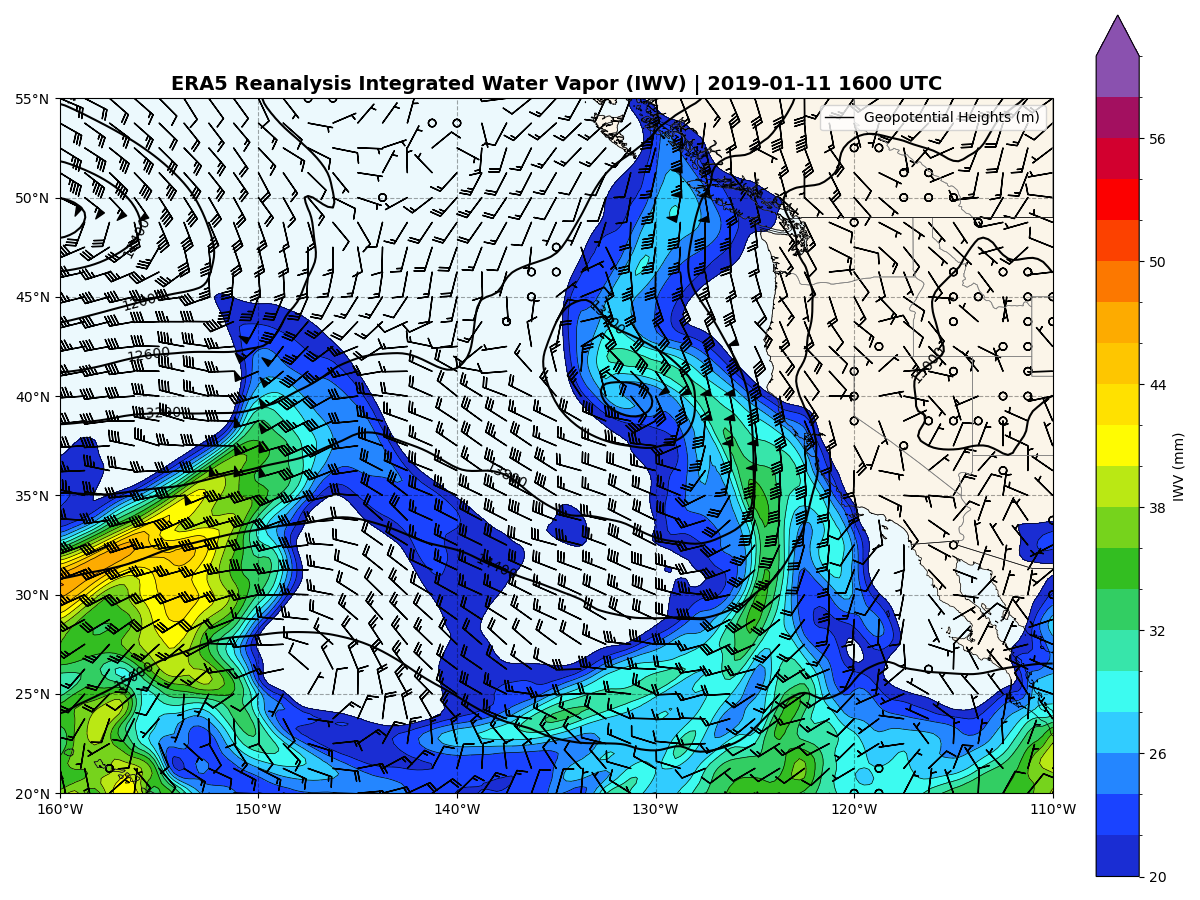 ERA5 Reanalysis Integrated Water Vapor (IWV) | 2019-01-11 1600 UTC
Geopotential Heights (m)
55°N
50°N
45°N
40°N
35°N
30°N
25°N
20°N
160°W
150°W
140°W
130°W
120°W
110°W
12000
12600
13200
13800
56
50
44
38
32
26
20
IWV (mm)